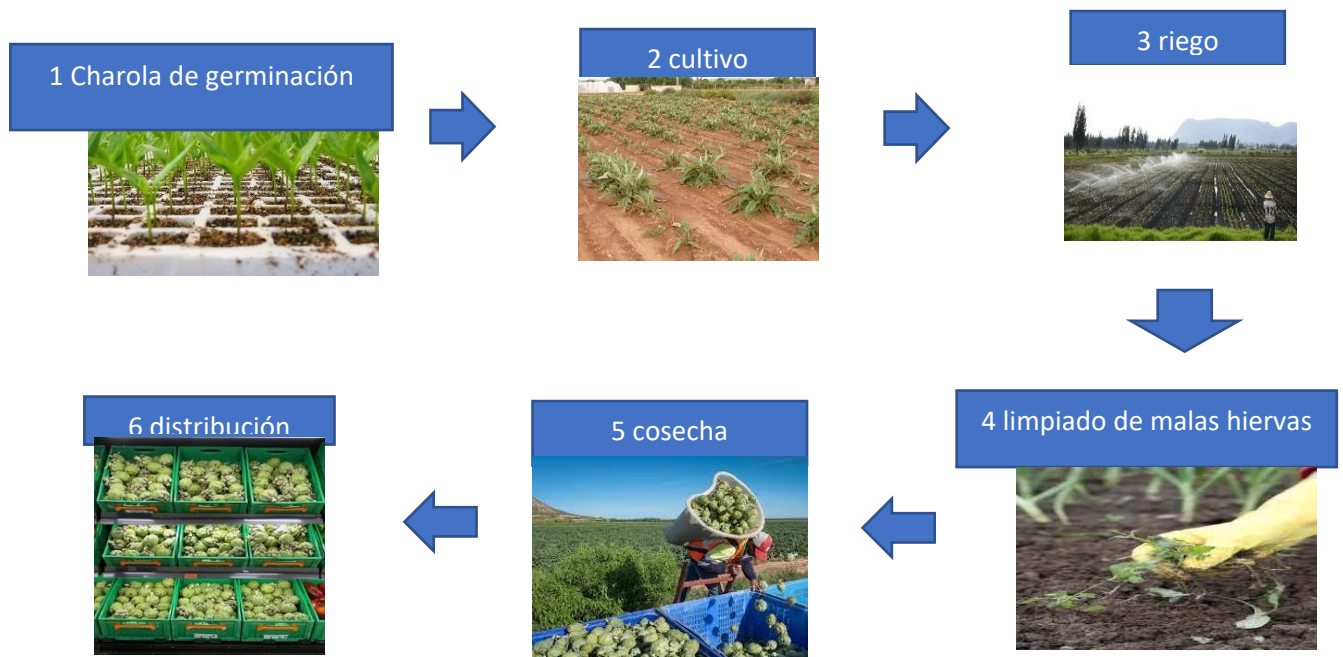 1 Charola de germinación
2 cultivo
3 riego
4 limpiado de malas hiervas
5 cosecha
6 distribución